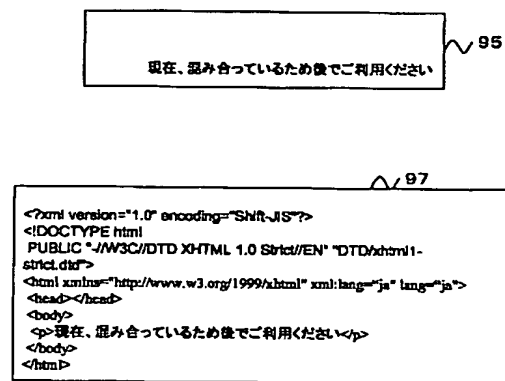 95
現在、混み合っているため後でご利用ください
97
<?xml version="1.0" encoding="Shift-JIS"?>
<!DOCTYPE html
PUBLIC "-//W3C//DTD XHTML 1.0 Strict//EN" "DTD/xhtml1-
strict.dtd">
<html xmlns="http://www.w3.org/1999/xhtml" xml:lang="ja" lang="ja">
<head></head>
<body>
<p>現在、混み合っているため後でご利用ください</p>
</body>
</html>